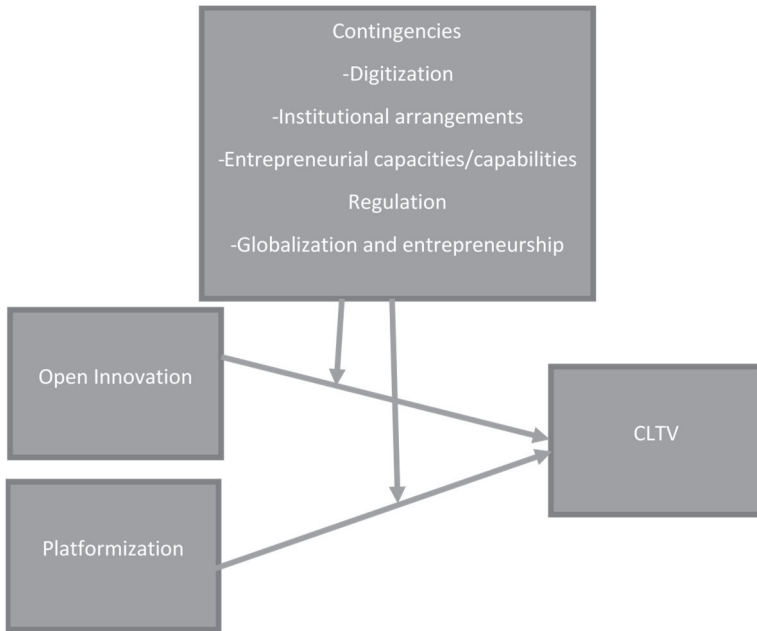 Contingencies
-Digitization
-Institutional arrangements
-Entrepreneurial capacities/capabilities
Regulation
-Globalization and entrepreneurship
Open Innovation
CLTV
Platformization